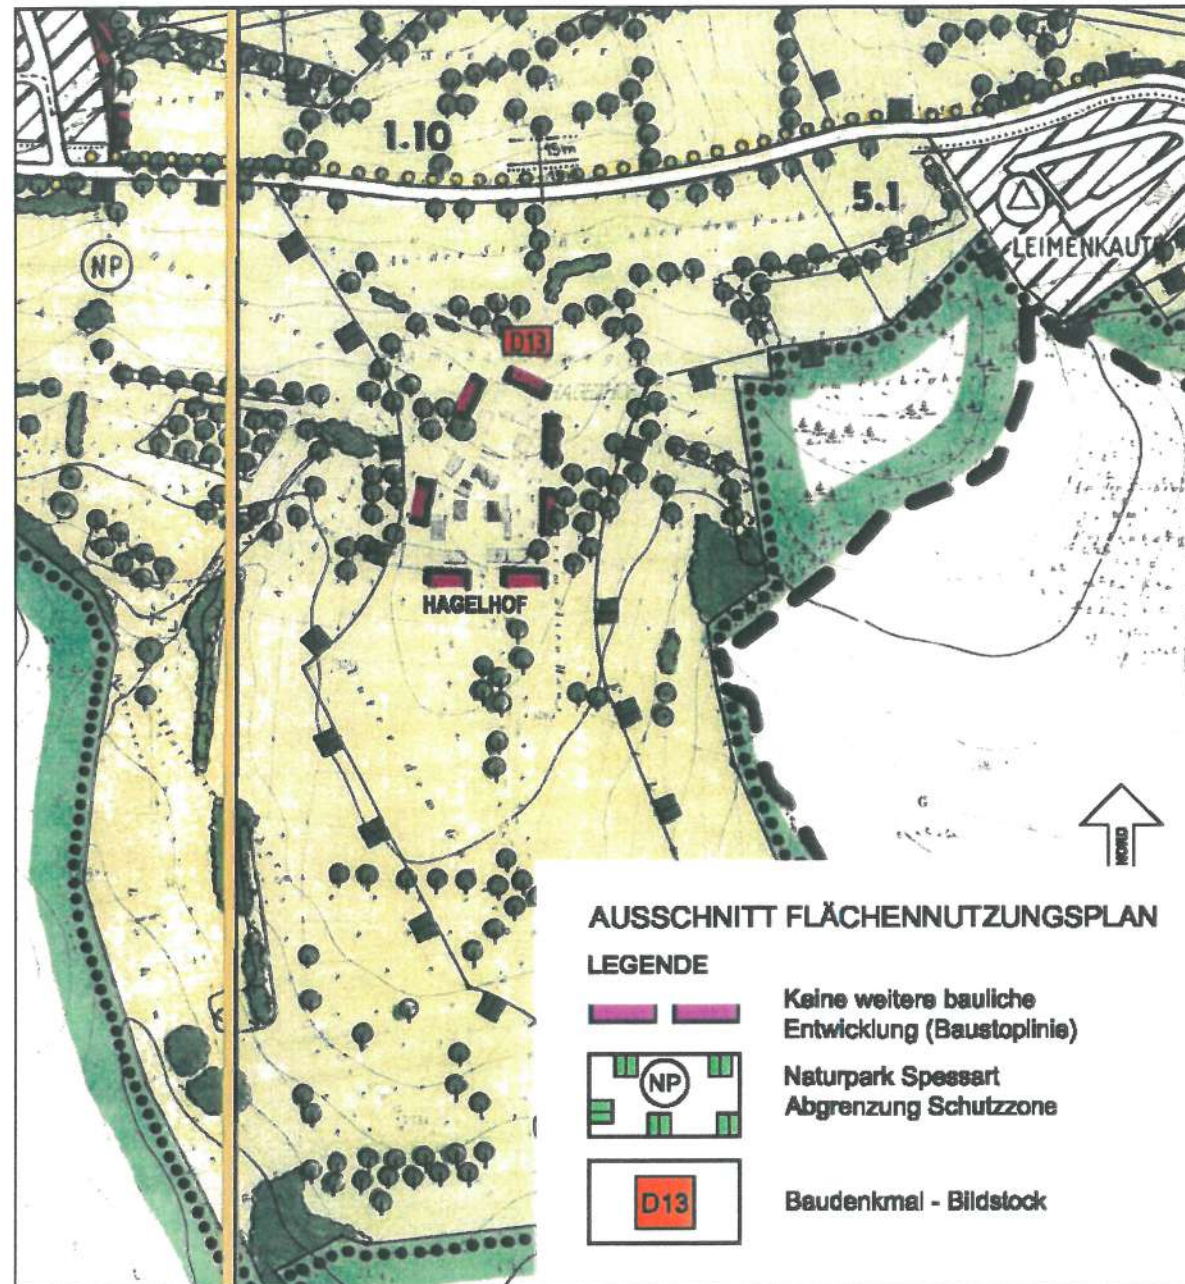 1.10
15m
5.1
NP
LEIMENKAUTE
D13
HAGELHOF
G
NORD
AUSSCHNITT FLÄCHENNUTZUNGSPLAN
LEGENDE
Keine weitere bauliche
Entwicklung (Baustoplinie)
NP
Naturpark Spessart
Abgrenzung Schutzzone
D13
Baudenkmal - Bildstock